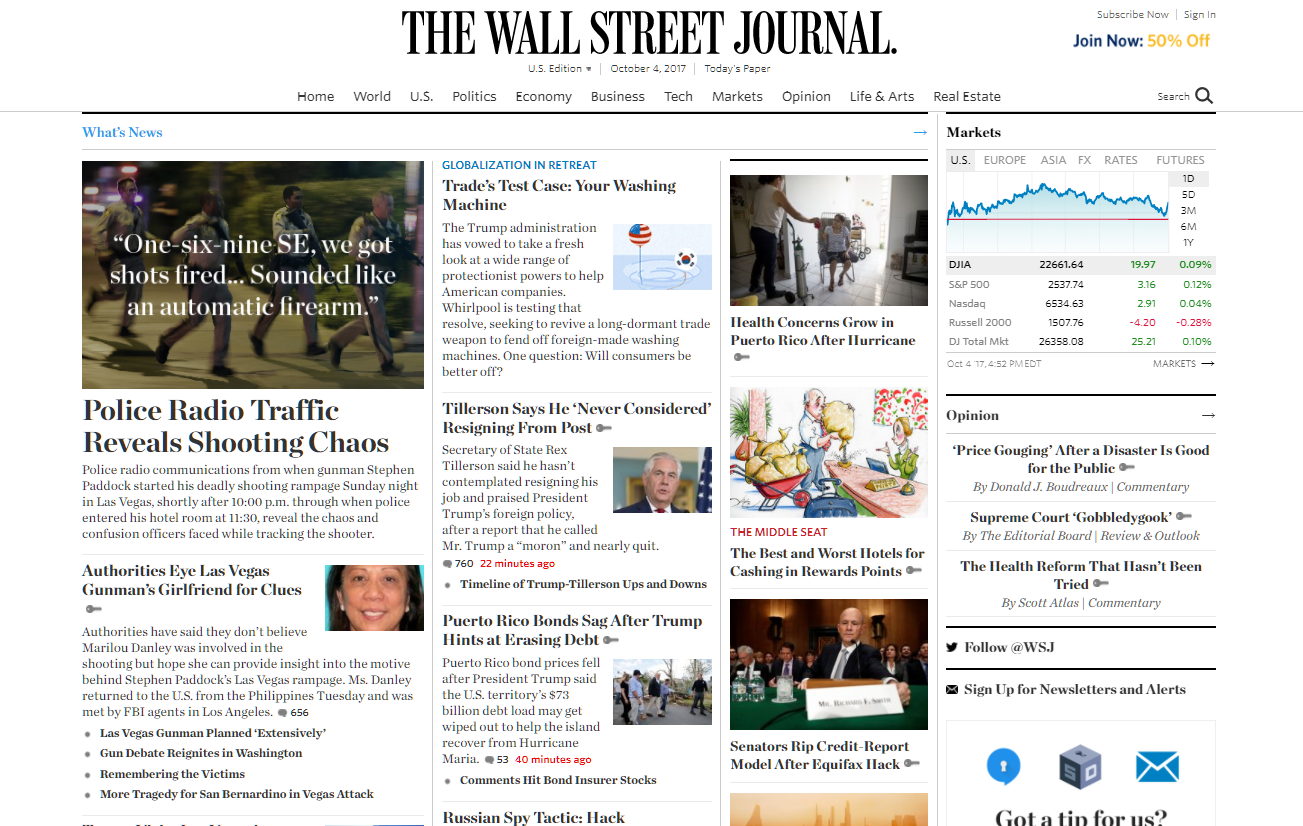 THE WALL STREET JOURNAL.
Subscribe Now | Sign In
Join Now: 50% Off
U.S. Edition | October 4, 2017 | Today's Paper
Home World U.S. Politics Economy Business Tech Markets Opinion Life & Arts Real Estate
Search
What's News
"One-six-nine SE, we got
shots fired... Sounded like
an automatic firearm."
Police Radio Traffic
Reveals Shooting Chaos
Police radio communications from when gunman Stephen
Paddock started his deadly shooting rampage Sunday night
in Las Vegas, shortly after 10:00 p.m. through when police
entered his hotel room at 11:30, reveal the chaos and
confusion officers faced while tracking the shooter.
Authorities Eye Las Vegas
Gunman's Girlfriend for Clues
Authorities have said they don't believe
Marilou Danley was involved in the
shooting but hope she can provide insight into the motive
behind Stephen Paddock's Las Vegas rampage. Ms. Danley
returned to the U.S. from the Philippines Tuesday and was
met by FBI agents in Los Angeles. 656
Las Vegas Gunman Planned 'Extensively'
Gun Debate Reignites in Washington
Remembering the Victims
More Tragedy for San Bernardino in Vegas Attack
GLOBALIZATION IN RETREAT
Trade's Test Case: Your Washing
Machine
The Trump administration
has vowed to take a fresh
look at a wide range of
protectionist powers to help
American companies.
Whirlpool is testing that
resolve, seeking to revive a long-dormant trade
weapon to fend off foreign-made washing
machines. One question: Will consumers be
better off?
Tillerson Says He 'Never Considered'
Resigning From Post
Secretary of State Rex
Tillerson said he hasn't
contemplated resigning his
job and praised President
Trump's foreign policy,
after a report that he called
Mr. Trump a "moron" and nearly quit.
760 22 minutes ago
Timeline of Trump-Tillerson Ups and Downs
Puerto Rico Bonds Sag After Trump
Hints at Erasing Debt
Puerto Rico bond prices fell
after President Trump said
the U.S. territory's $73
billion debt load may get
wiped out to help the island
recover from Hurricane
Maria. 53 40 minutes ago
Comments Hit Bond Insurer Stocks
Russian Spy Tactic: Hack
Health Concerns Grow in
Puerto Rico After Hurricane
THE MIDDLE SEAT
The Best and Worst Hotels for
Cashing in Rewards Points
MR. RICHARD F. SMITH
Senators Rip Credit-Report
Model After Equifax Hack
Markets
U.S. EUROPE ASIA FX RATES FUTURES
1D
5D
3M
6M
1Y
DJIA 22661.64 19.97 0.09%
S&P 500 2537.74 3.16 0.12%
Nasdaq 6534.63 2.91 0.04%
Russell 2000 1507.76 -4.20 -0.28%
DJ Total Mkt 26358.08 25.21 0.10%
Oct 4 '17, 4:52 PM EDT MARKETS
Opinion
'Price Gouging' After a Disaster Is Good
for the Public
By Donald J. Boudreaux | Commentary
Supreme Court 'Gobbledygook'
By The Editorial Board | Review & Outlook
The Health Reform That Hasn't Been
Tried
By Scott Atlas | Commentary
Follow @WSJ
Sign Up for Newsletters and Alerts
Got a tip for us?